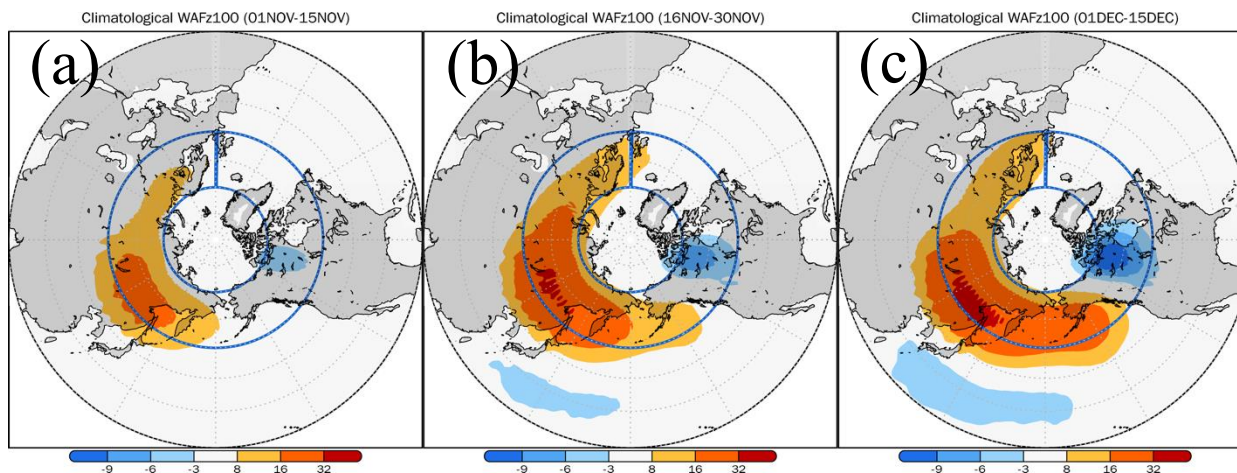 Climatological WAFz100 (01NOV-15NOV)
(a)
-9 -6 -3 8 16 32
Climatological WAFz100 (16NOV-30NOV)
(b)
-9 -6 -3 8 16 32
Climatological WAFz100 (01DEC-15DEC)
(c)
-9 -6 -3 8 16 32